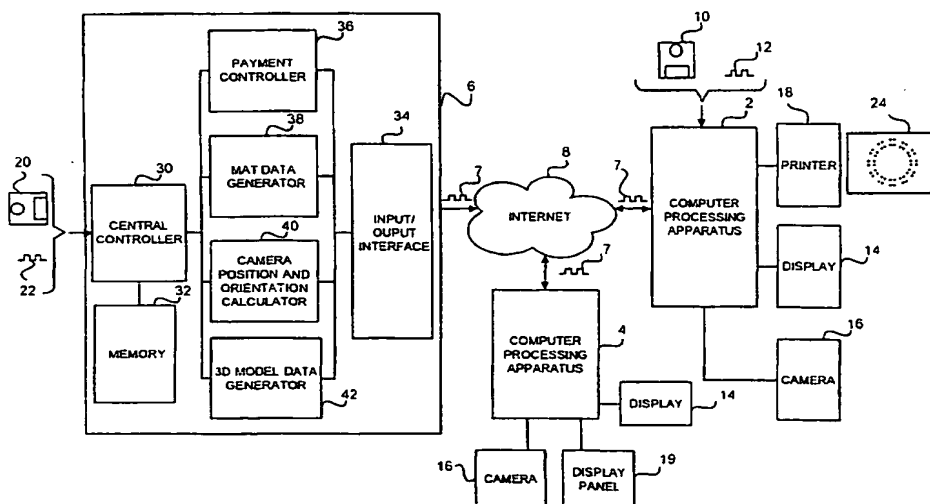 36
PAYMENT
CONTROLLER
6
38
MAT DATA
GENERATOR
34
20
30
CENTRAL
CONTROLLER
22
32
MEMORY
40
CAMERA
POSITION AND
ORIENTATION
CALCULATOR
INPUT/
OUPUT
INTERFACE
3D MODEL DATA
GENERATOR
42
7
8
INTERNET
7
7
10
12
2
COMPUTER
PROCESSING
APPARATUS
18
PRINTER
24
14
DISPLAY
16
CAMERA
COMPUTER
PROCESSING
APPARATUS
4
DISPLAY
14
16
CAMERA
DISPLAY
PANEL
19